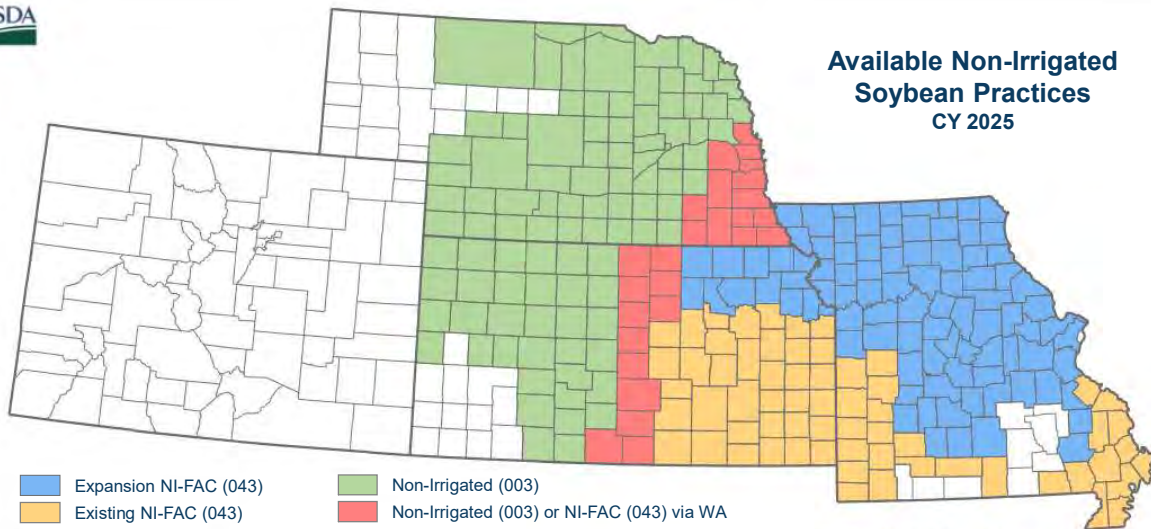 SDA
Available Non-Irrigated
Soybean Practices
CY 2025
Expansion NI-FAC (043)
Non-Irrigated (003)
Existing NI-FAC (043)
Non-Irrigated (003) or NI-FAC (043) via WA